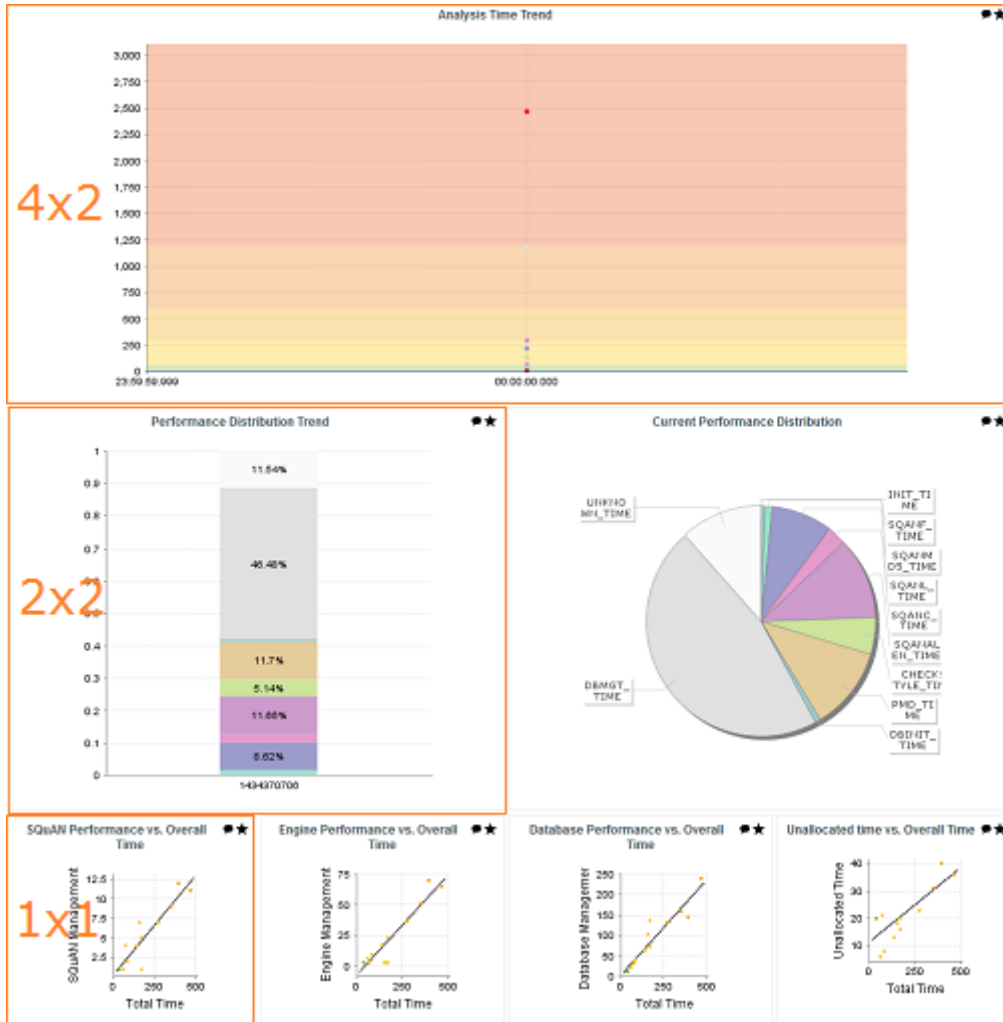 Analysis Time Trend
3,000
2,750
2,500
2,250
2,000
1,750
1,500
1,250
1,000
750
500
250
0
23:59:59.999
00:00:00.000
4x2
Performance Distribution Trend
1
0.9
0.8
0.7
0.4
0.3
0.2
0.1
0
11.54%
46.48%
11.7%
5.14%
11.86%
8.62%
1434370706
2x2
Current Performance Distribution
UNKNO
WN_TIME
DBMGT_
TIME
INIT_TI
ME
SQANF_
TIME
SQANM
DS_TIME
SQANL_
TIME
SQANC_
TIME
SQANAL
EN_TIME
CHECKS
TYLE_TI
PMD_TI
ME
DBINIT_
TIME
SQuAN Performance vs. Overall
Time
SQuAN Management
12.5
10
7.5
5
2.5
0
250
500
Total Time
1x1
Engine Performance vs. Overall
Time
Engine Management
75
50
25
0
0
250
500
Total Time
Database Performance vs. Overall
Time
Database Managemer
250
200
150
100
50
0
0
250
500
Total Time
Unallocated time vs. Overall Time
Unallocated Time
40
30
20
10
0
250
500
Total Time